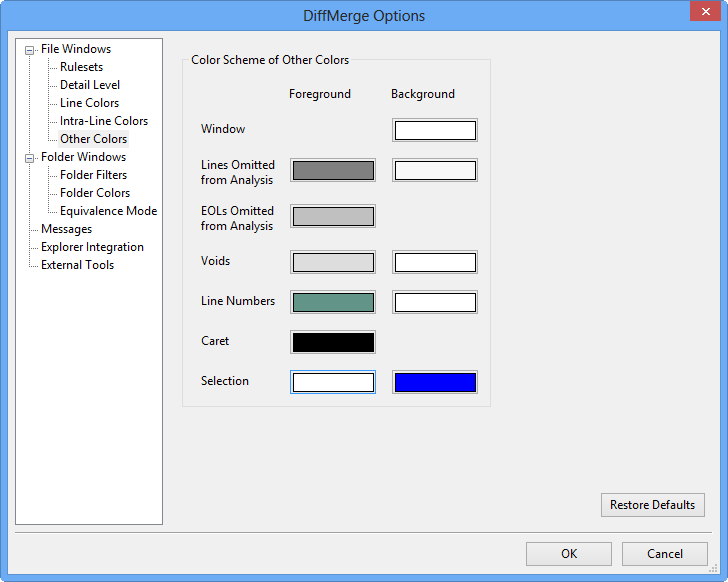 DiffMerge Options
File Windows
Rulesets
Detail Level
Line Colors
Intra-Line Colors
Other Colors
Folder Windows
Folder Filters
Folder Colors
Equivalence Mode
Messages
Explorer Integration
External Tools
Color Scheme of Other Colors
Foreground Background
Window
Lines Omitted
from Analysis
EOLs Omitted
from Analysis
Voids
Line Numbers
Caret
Selection
Restore Defaults
OK Cancel